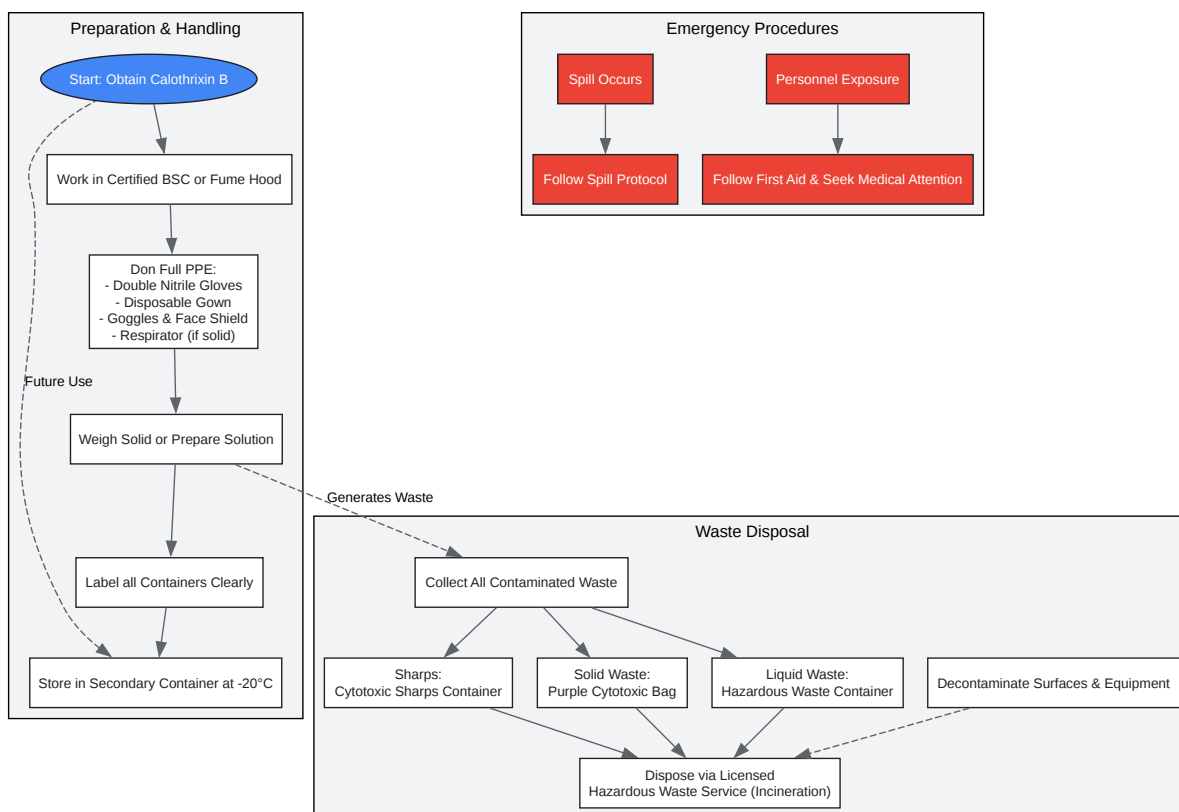 Preparation & Handling
Start: Obtain Calothrixin B
Work in Certified BSC or Fume Hood
Don Full PPE:
- Double Nitrile Gloves
- Disposable Gown
- Goggles & Face Shield
- Respirator (if solid)
Future Use
Weigh Solid or Prepare Solution
Label all Containers Clearly
Store in Secondary Container at -20°C
Emergency Procedures
Spill Occurs
Personnel Exposure
Follow Spill Protocol
Follow First Aid & Seek Medical Attention
Generates Waste
Waste Disposal
Collect All Contaminated Waste
Sharps:
Cytotoxic Sharps Container
Solid Waste:
Purple Cytotoxic Bag
Liquid Waste:
Hazardous Waste Container
Decontaminate Surfaces & Equipment
Dispose via Licensed
Hazardous Waste Service (Incineration)